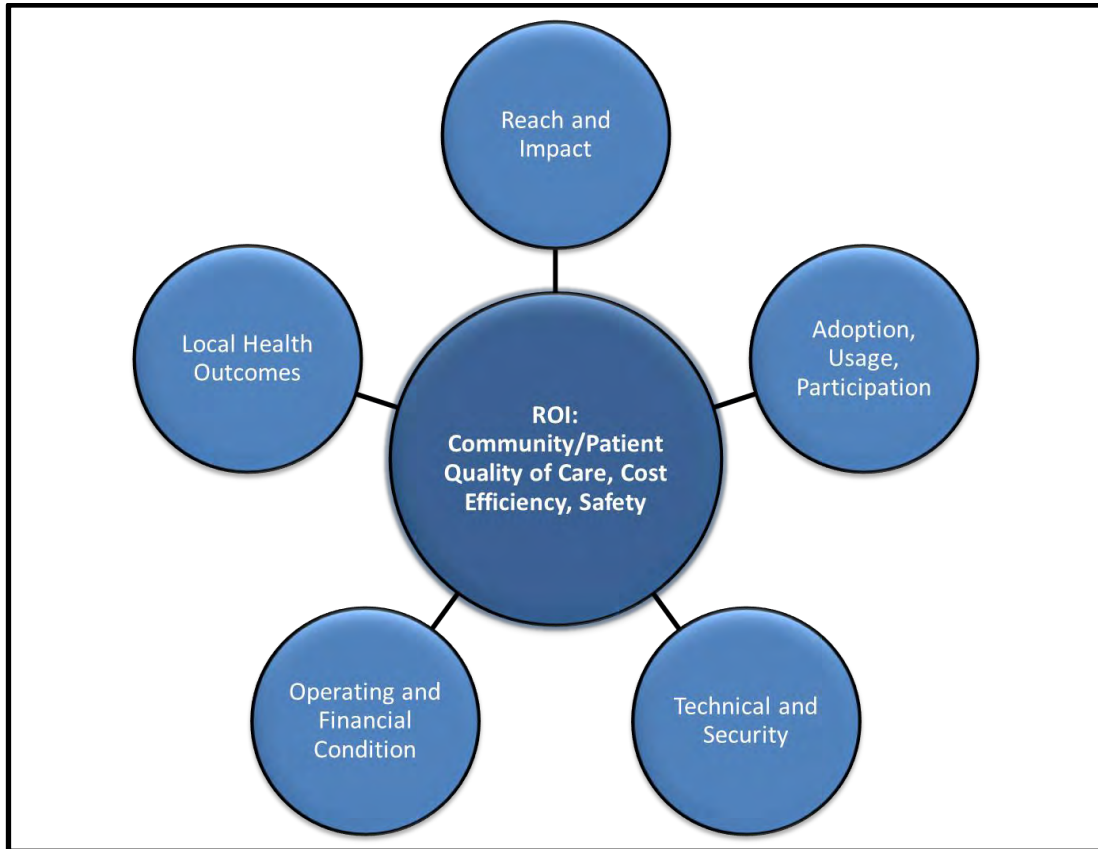 Reach and
Impact
Local Health
Outcomes
Adoption,
Usage,
Participation
ROI:
Community/Patient
Quality of Care, Cost
Efficiency, Safety
Operating and
Financial
Condition
Technical and
Security